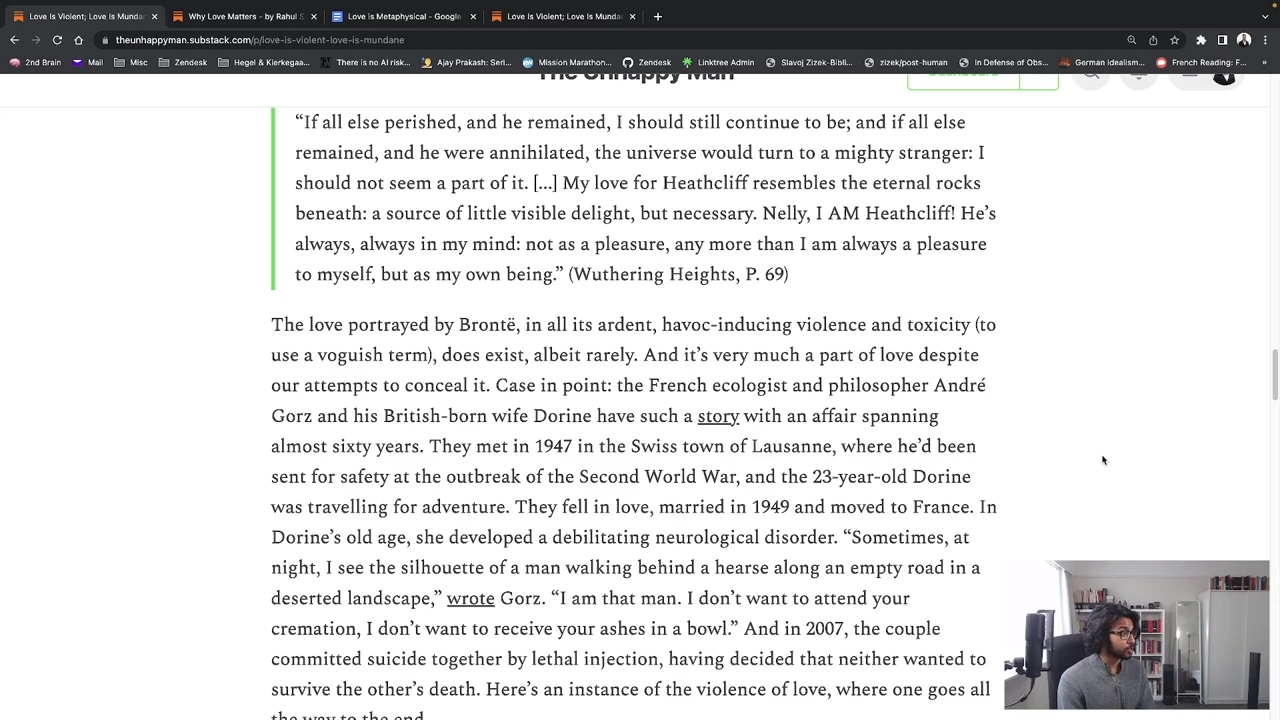 Love Is Violent; Love Is Mundan
Why Love Matters - by Rahul S
Love is Metaphysical - Google
Love Is Violent; Love Is Munda
theunhappyman.substack.com/p/love-is-violent-love-is-mundane
2nd Brain
Mail
Misc
Zendesk
Hegel & Kierkegaa...
There is no AI risk...
Ajay Prakash: Seri...
Mission Marathon...
Zendesk
Linktree Admin
Slavoj Zizek-Bibli...
zizek/post-human
In Defense of Obs...
German Idealism...
French Reading: F...
The Unhappy Man
Dashboard
“If all else perished, and he remained, I should still continue to be; and if all else
remained, and he were annihilated, the universe would turn to a mighty stranger: I
should not seem a part of it. [...] My love for Heathcliff resembles the eternal rocks
beneath: a source of little visible delight, but necessary. Nelly, I AM Heathcliff! He’s
always, always in my mind: not as a pleasure, any more than I am always a pleasure
to myself, but as my own being.” (Wuthering Heights, P. 69)
The love portrayed by Brontë, in all its ardent, havoc-inducing violence and toxicity (to
use a voguish term), does exist, albeit rarely. And it’s very much a part of love despite
our attempts to conceal it. Case in point: the French ecologist and philosopher André
Gorz and his British-born wife Dorine have such a story with an affair spanning
almost sixty years. They met in 1947 in the Swiss town of Lausanne, where he’d been
sent for safety at the outbreak of the Second World War, and the 23-year-old Dorine
was travelling for adventure. They fell in love, married in 1949 and moved to France. In
Dorine’s old age, she developed a debilitating neurological disorder. “Sometimes, at
night, I see the silhouette of a man walking behind a hearse along an empty road in a
deserted landscape,” wrote Gorz. “I am that man. I don’t want to attend your
cremation, I don’t want to receive your ashes in a bowl.” And in 2007, the couple
committed suicide together by lethal injection, having decided that neither wanted to
survive the other’s death. Here’s an instance of the violence of love, where one goes all
the way to the end.